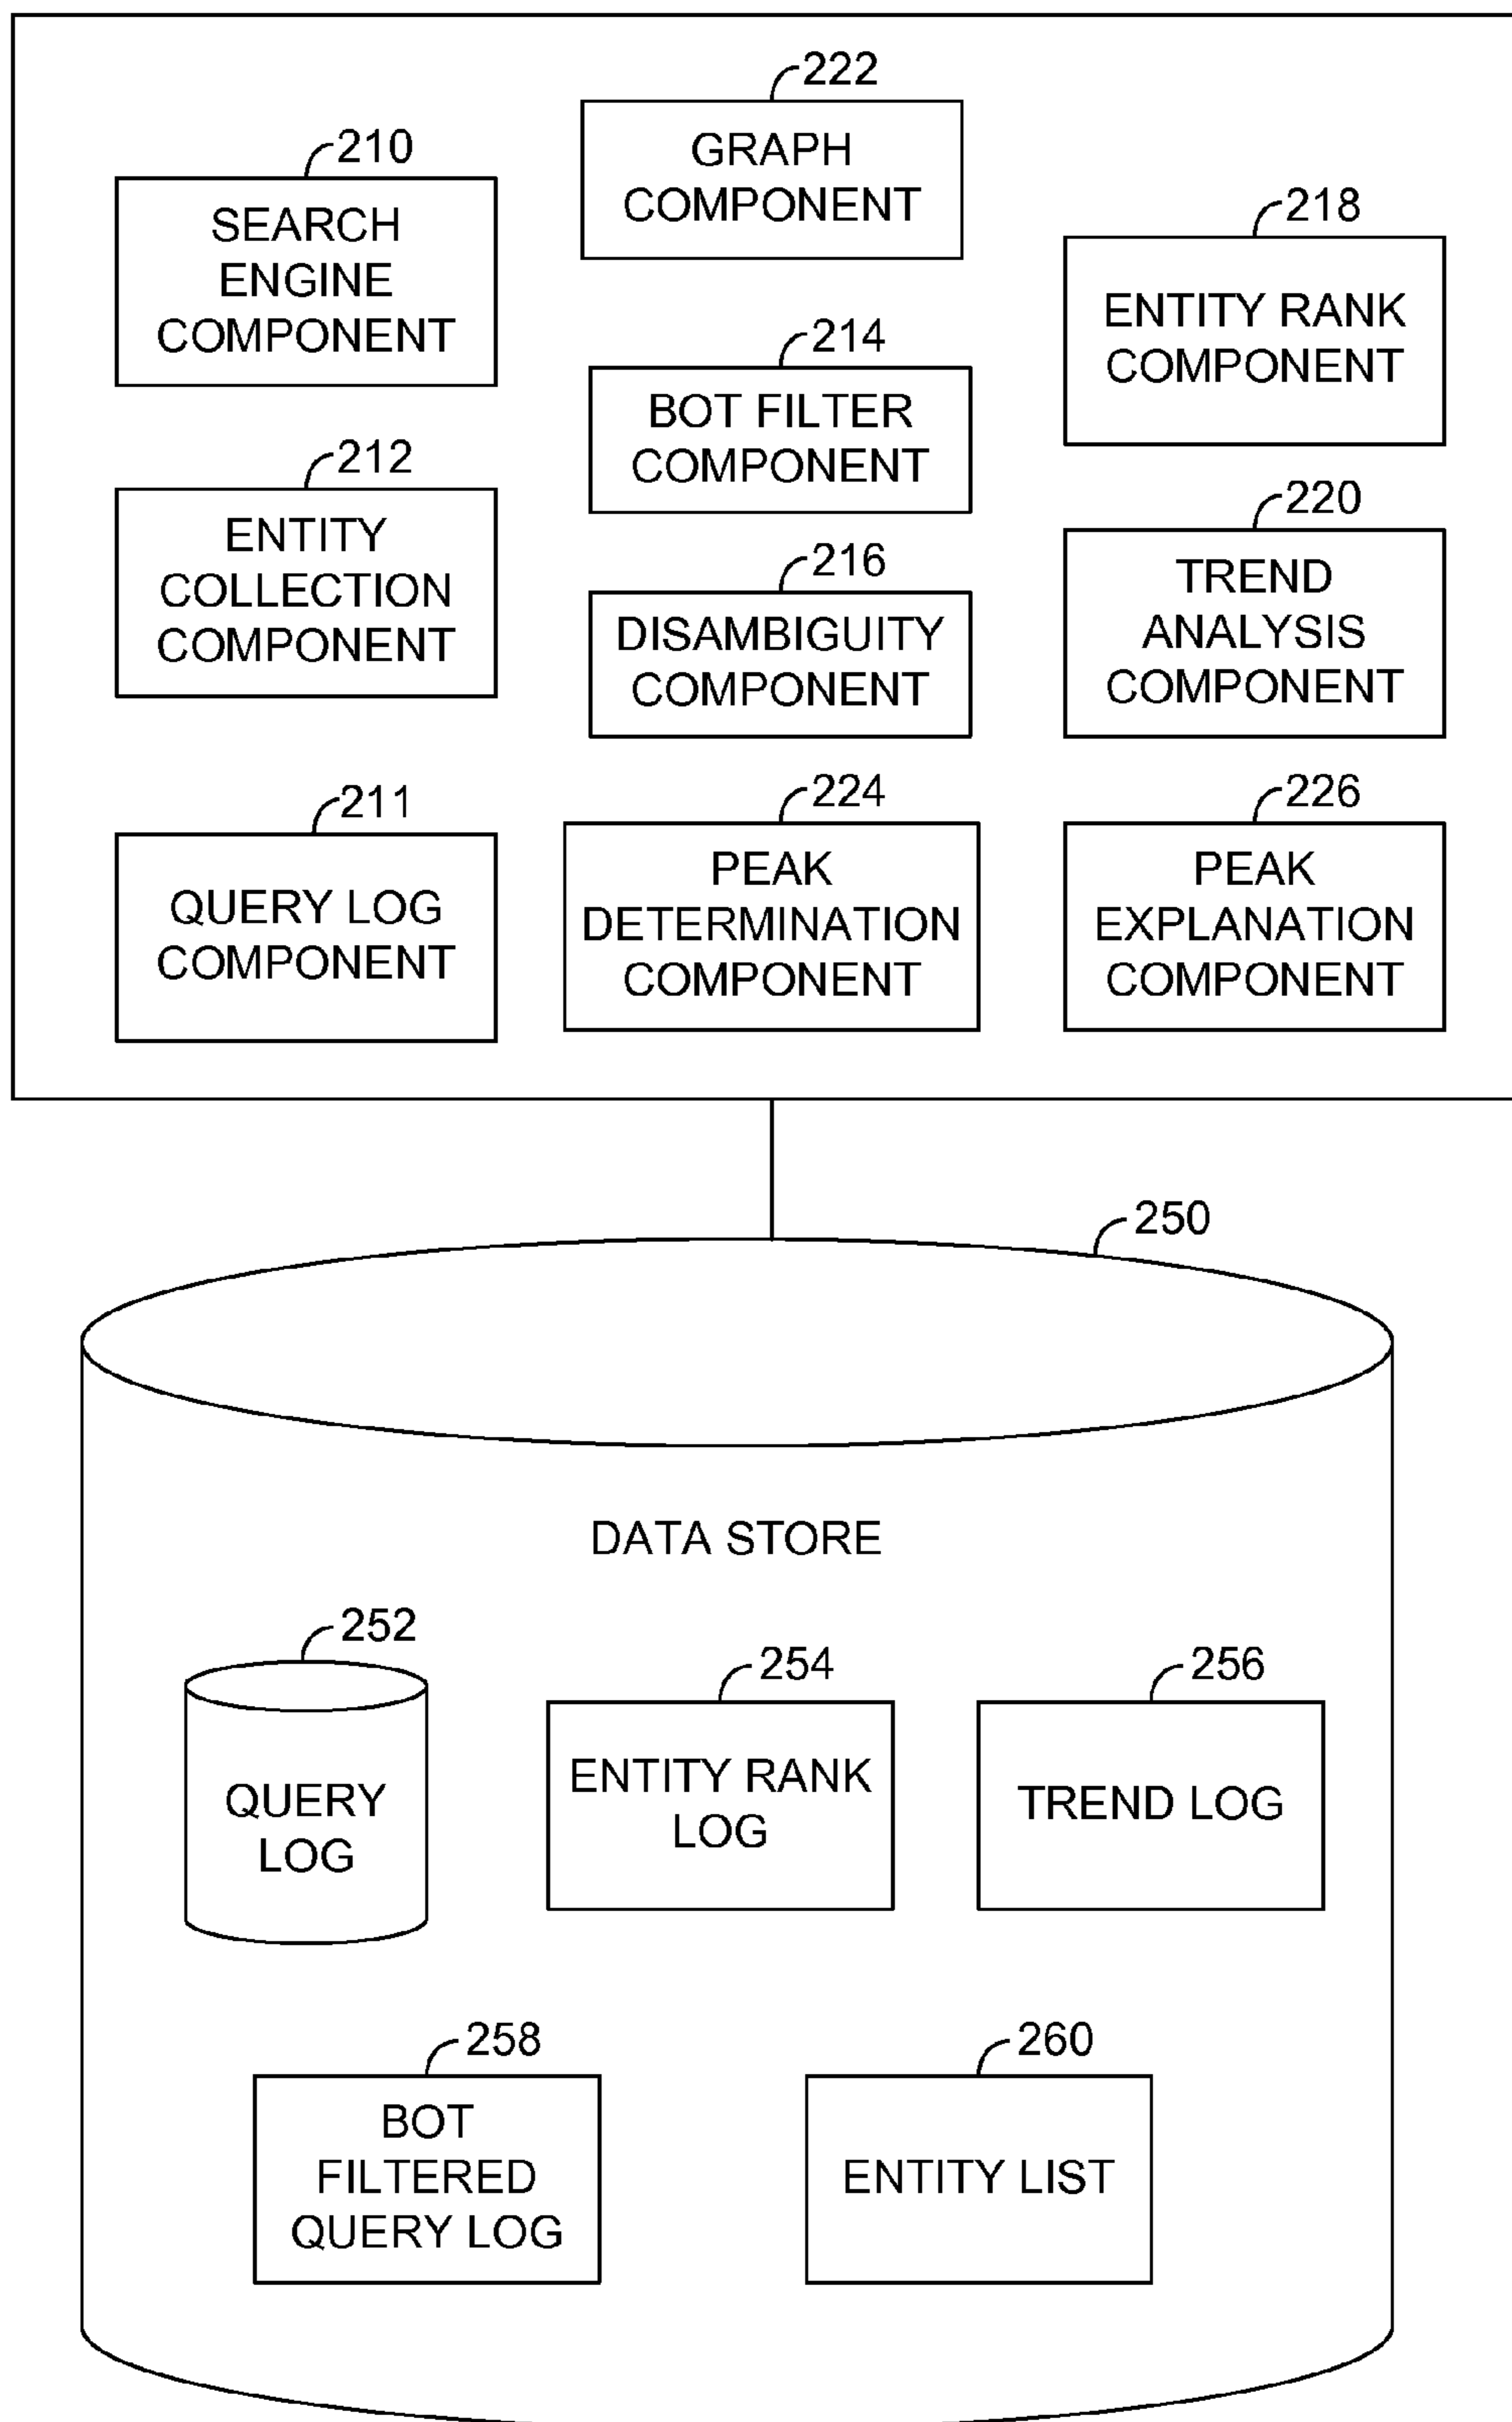 222
GRAPH
COMPONENT
210
SEARCH
ENGINE
COMPONENT
218
ENTITY RANK
COMPONENT
214
BOT FILTER
COMPONENT
212
ENTITY
COLLECTION
COMPONENT
220
TREND
ANALYSIS
COMPONENT
216
DISAMBIGUITY
COMPONENT
211
QUERY LOG
COMPONENT
224
PEAK
DETERMINATION
COMPONENT
226
PEAK
EXPLANATION
COMPONENT
250
DATA STORE
252
QUERY
LOG
254
ENTITY RANK
LOG
256
TREND LOG
258
BOT
FILTERED
QUERY LOG
260
ENTITY LIST